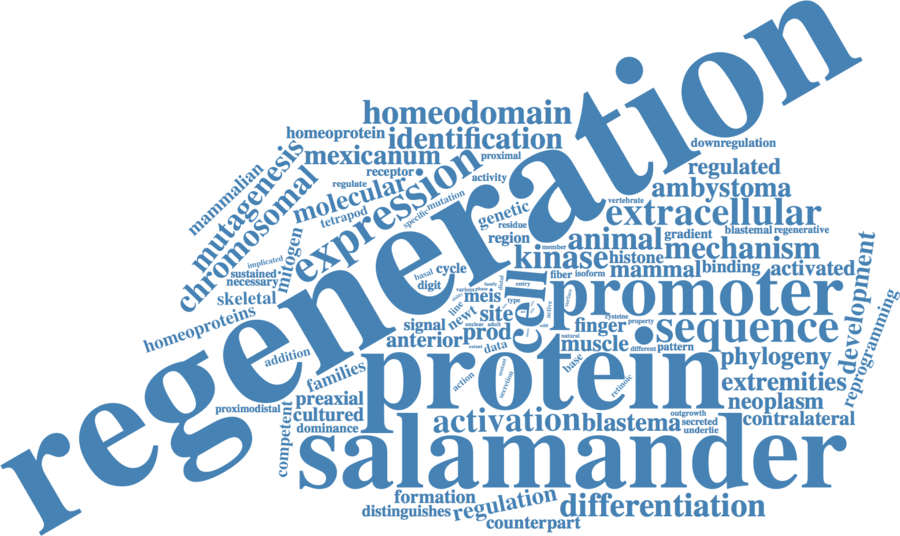 regeneration
homeodomain
homeoprotein
identification
downregulation
mexicanum
proximal
mutagenesis
mammalian
chromosomal
receptor
regulate
molecular
activity
expression
tetrapod
specific
mutation
genetic
residue
region
regulated
ambystoma
vertebrate
extracellular
member
animal
gradient
blastemal
regenerative
kinase
histone
mechanism
mammal
binding
activated
implicated
sustained
necessary
mitogen
skeletal
homeoproteins
basal
cycle
digit
various
phase
family
distal
entry
fiber
isoform
surface
meis
type
line
newt
site
cell
active
promoter
development
reprogramming
signal
prod
nuclear
adult
add
cysteine
finger
property
sequence
anterior
data
natural
muscle
different
pattern
base
phylogeny
addition
families
action
mutant
secretion
protein
retinoic
extremities
preaxial
neoplasm
proximodistal
competent
cultured
dominance
activation
blastema
outgrowth
secreted
underlie
contralateral
salamander
formation
distinguishes
regulation
counterpart
differentiation